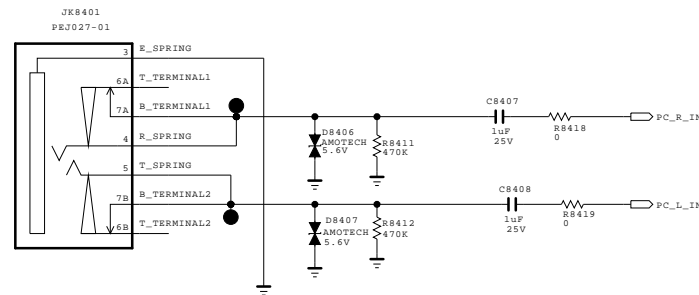 JK8401
PEJ027-01
3 E_SPRING
6A T_TERMINAL1
7A B_TERMINAL1
4 R_SPRING
5 T_SPRING
7B B_TERMINAL2
6B T_TERMINAL2
D8406
AMOTECH
5.6V
R8411
470K
C8407
1uF
25V
R8418
0
PC_R_IN
D8407
AMOTECH
5.6V
R8412
470K
C8408
1uF
25V
R8419
0
PC_L_IN